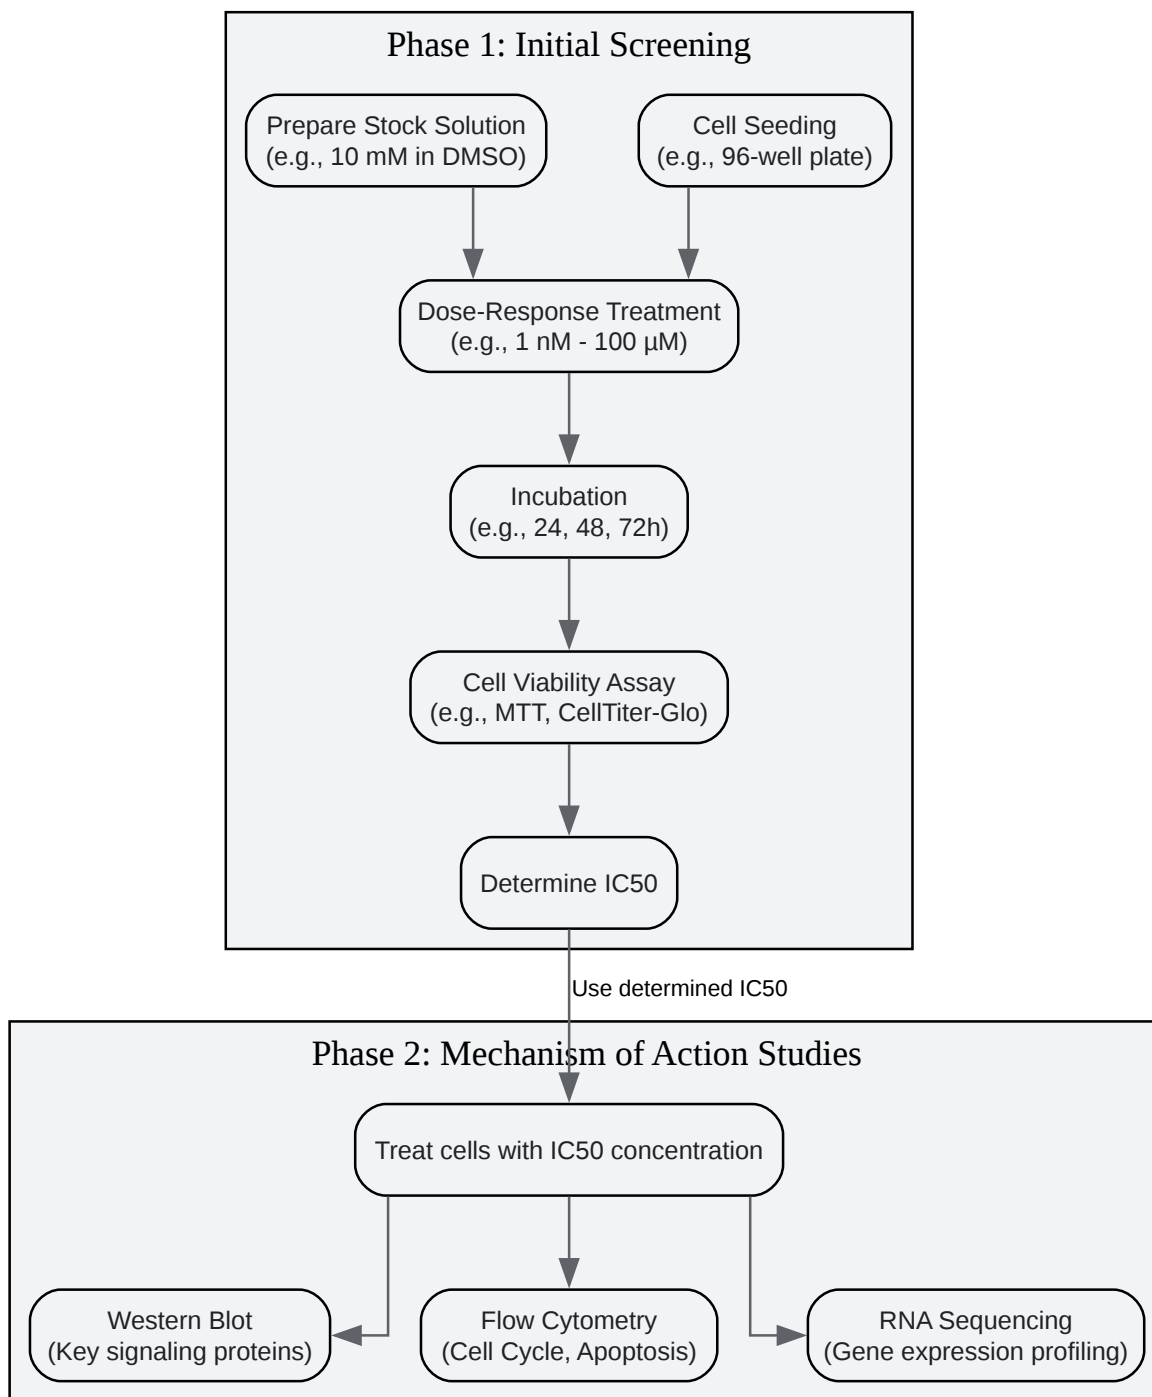 Phase 1: Initial Screening
Prepare Stock Solution
(e.g., 10 mM in DMSO)
Cell Seeding
(e.g., 96-well plate)
Dose-Response Treatment
(e.g., 1 nM - 100 µM)
Incubation
(e.g., 24, 48, 72h)
Cell Viability Assay
(e.g., MTT, CellTiter-Glo)
Determine IC50
Use determined IC50
Phase 2: Mechanism of Action Studies
Treat cells with IC50 concentration
Western Blot
(Key signaling proteins)
Flow Cytometry
(Cell Cycle, Apoptosis)
RNA Sequencing
(Gene expression profiling)